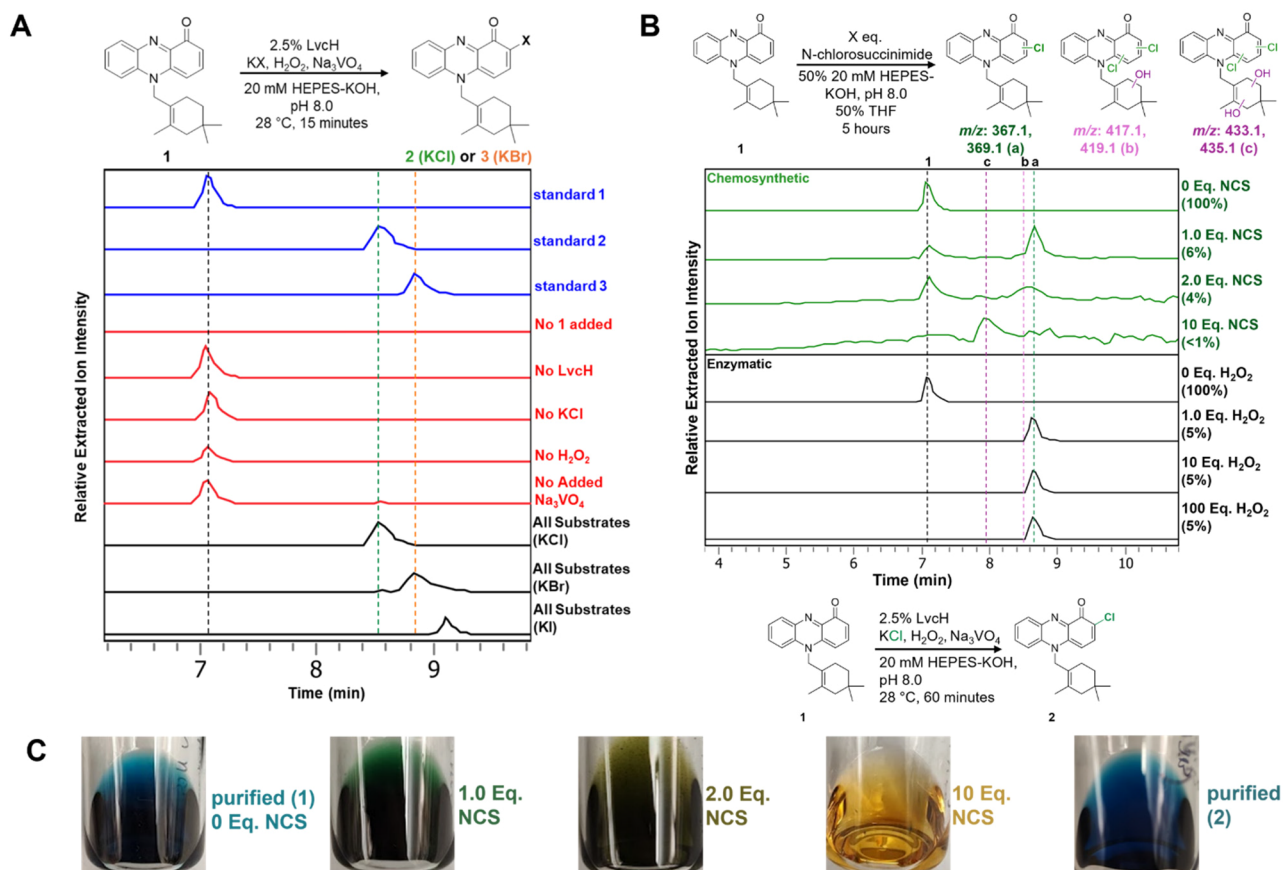 A
2.5% LvcH
KX, H₂O₂, Na₃VO₄
20 mM HEPES-KOH,
pH 8.0
28 °C, 15 minutes
O
N
N
O
X
N
N
1
2 (KCl) or 3 (KBr)
Relative Extracted Ion Intensity
standard 1
standard 2
standard 3
No 1 added
No LvcH
No KCl
No H₂O₂
No Added
Na₃VO₄
All Substrates
(KCl)
All Substrates
(KBr)
All Substrates
(KI)
7 8 9
Time (min)
B
X eq.
N-chlorosuccinimide
50% 20 mM HEPES-
KOH, pH 8.0
50% THF
5 hours
O
N
N
1
O
N
Cl
N
m/z: 367.1,
369.1 (a)
O
N
Cl
N
Cl
OH
m/z: 417.1,
419.1 (b)
O
N
Cl
N
Cl
OH
HO
m/z: 433.1,
435.1 (c)
1 c b a
Relative Extracted Ion Intensity
Chemosynthetic
0 Eq. NCS
(100%)
1.0 Eq. NCS
(6%)
2.0 Eq. NCS
(4%)
10 Eq. NCS
(<1%)
Enzymatic
0 Eq. H₂O₂
(100%)
1.0 Eq. H₂O₂
(5%)
10 Eq. H₂O₂
(5%)
100 Eq. H₂O₂
(5%)
4 5 6 7 8 9 10
Time (min)
O
N
N
1
2.5% LvcH
KCl, H₂O₂, Na₃VO₄
20 mM HEPES-KOH,
pH 8.0
28 °C, 60 minutes
O
Cl
N
N
2
C
purified (1)
0 Eq. NCS
1.0 Eq.
NCS
2.0 Eq.
NCS
10 Eq.
NCS
purified
(2)